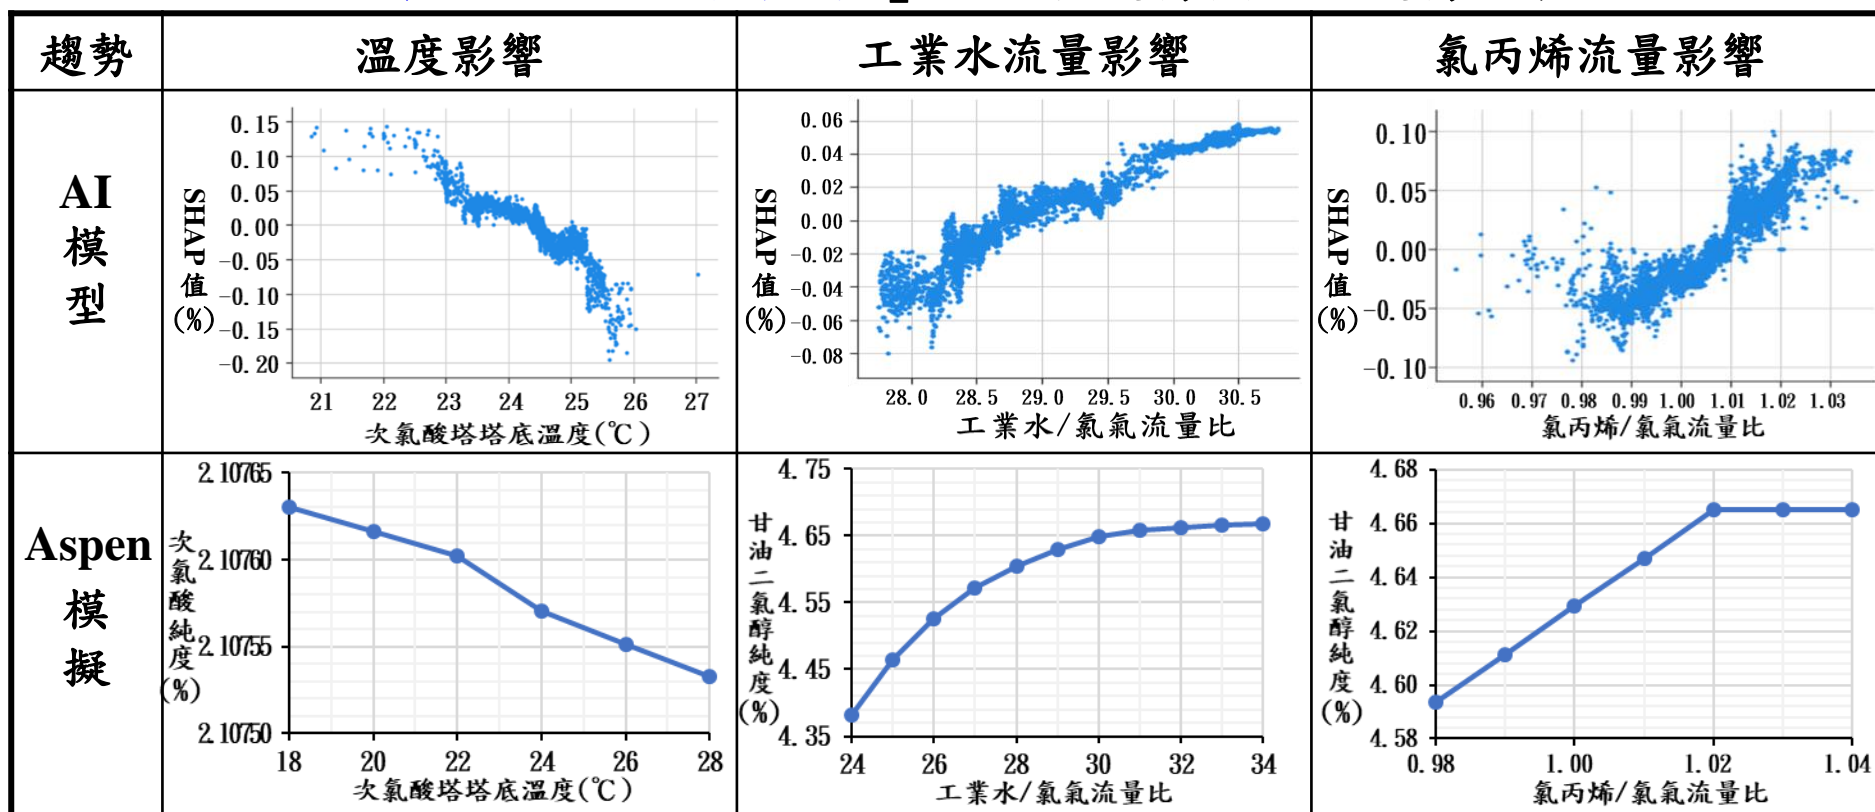 趨勢 溫度影響 工業水流量影響 氯丙烯流量影響
AI
模
型
SHAP值(%)
0.15
0.10
0.05
0.00
-0.05
-0.10
-0.15
-0.20
21 22 23 24 25 26 27
次氯酸塔塔底溫度(℃)
SHAP值(%)
0.06
0.04
0.02
0.00
-0.02
-0.04
-0.06
-0.08
28.0 28.5 29.0 29.5 30.0 30.5
工業水/氯氣流量比
SHAP值(%)
0.10
0.05
0.00
-0.05
-0.10
0.96 0.97 0.98 0.99 1.00 1.01 1.02 1.03
氯丙烯/氯氣流量比
Aspen
模
擬
次氯酸純度(%)
2.10765
2.10760
2.10755
2.10750
18 20 22 24 26 28
次氯酸塔塔底溫度(℃)
甘油二氯醇純度(%)
4.75
4.65
4.55
4.45
4.35
24 26 28 30 32 34
工業水/氯氣流量比
甘油二氯醇純度(%)
4.68
4.66
4.64
4.62
4.60
4.58
0.98 1.00 1.02 1.04
氯丙烯/氯氣流量比